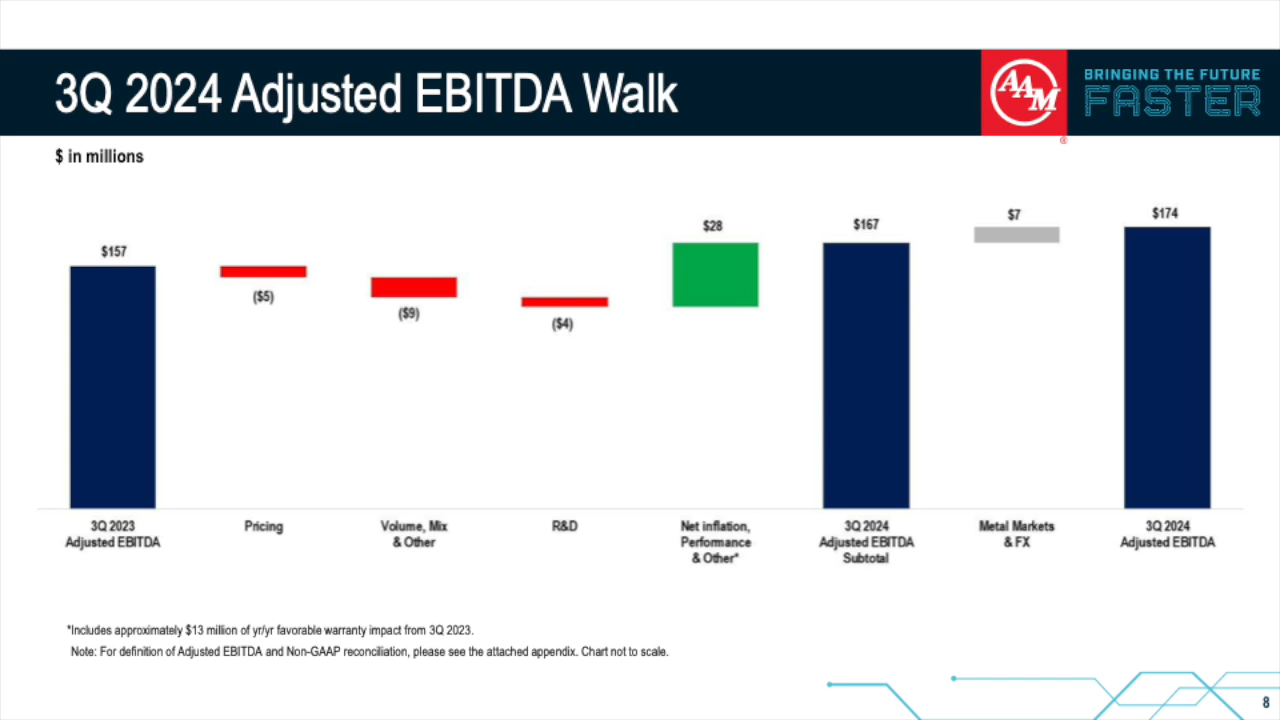 3Q 2024 Adjusted EBITDA Walk
AAM
BRINGING THE FUTURE
FASTER
$ in millions
$157
($5)
($9)
($4)
$28
$167
$7
$174
3Q 2023
Adjusted EBITDA
Pricing
Volume, Mix
& Other
R&D
Net inflation,
Performance
& Other*
3Q 2024
Adjusted EBITDA
Subtotal
Metal Markets
& FX
3Q 2024
Adjusted EBITDA
*Includes approximately $13 million of yr/yr favorable warranty impact from 3Q 2023.
Note: For definition of Adjusted EBITDA and Non-GAAP reconciliation, please see the attached appendix. Chart not to scale.
8